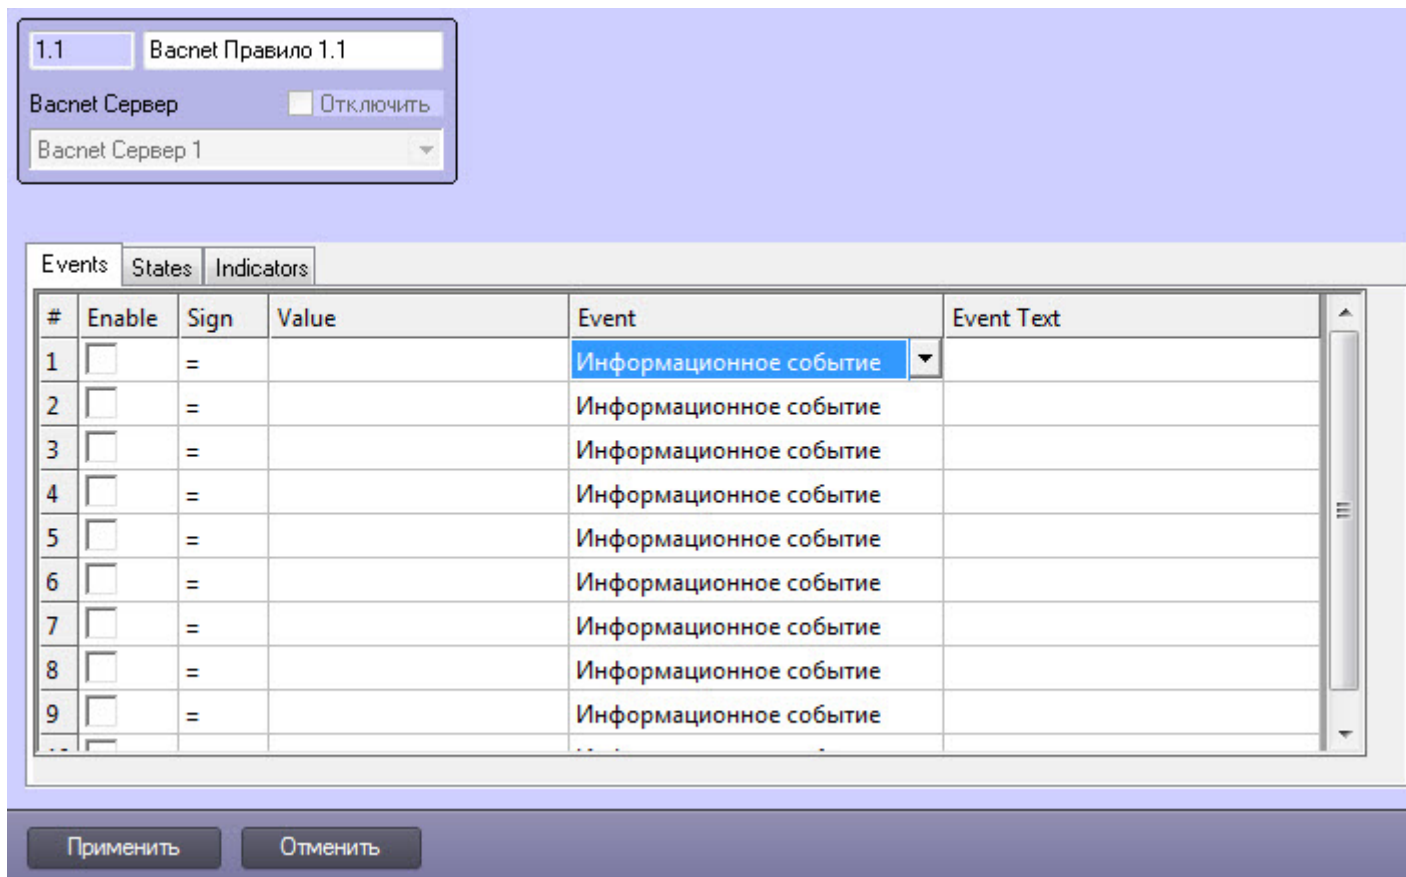 1.1 Bacnet Правило 1.1
Bacnet Сервер Отключить
Bacnet Сервер 1
Events States Indicators
# Enable Sign Value Event Event Text
1 = Информационное событие
2 = Информационное событие
3 = Информационное событие
4 = Информационное событие
5 = Информационное событие
6 = Информационное событие
7 = Информационное событие
8 = Информационное событие
9 = Информационное событие
Применить Отменить